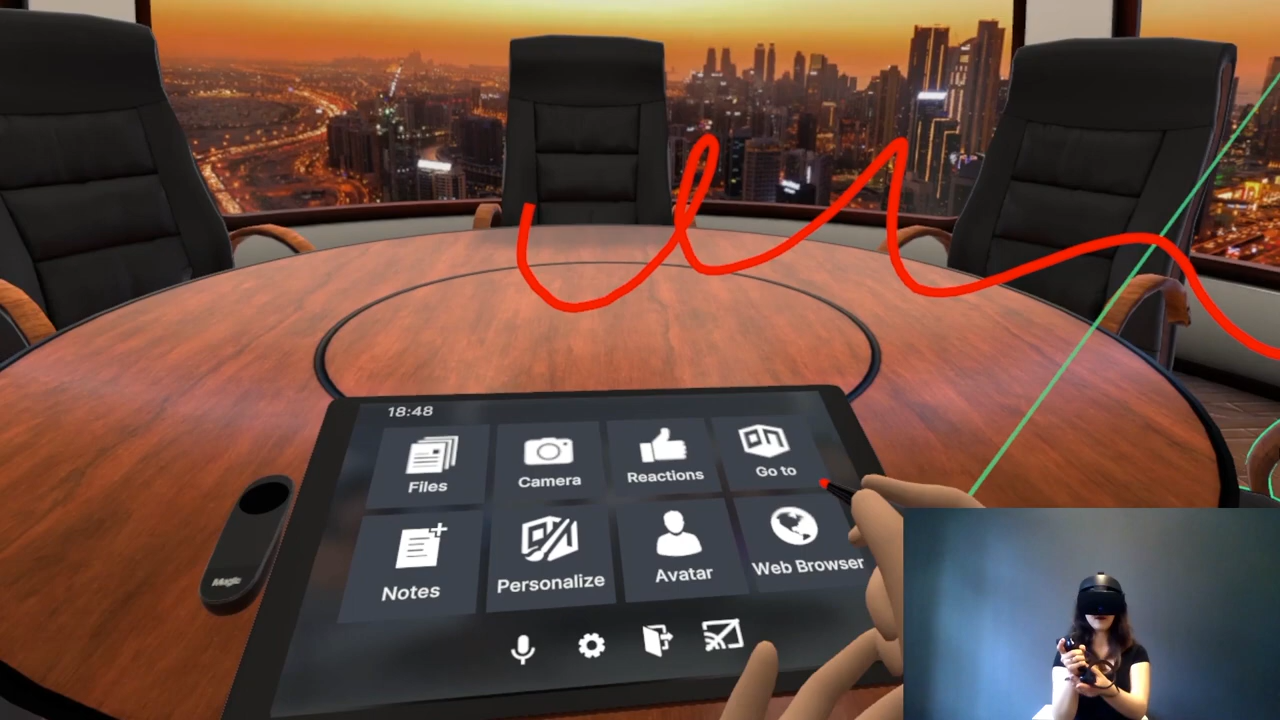 18:48
Files
Camera
Reactions
Go to
Notes
Personalize
Avatar
Web Browser
Magic